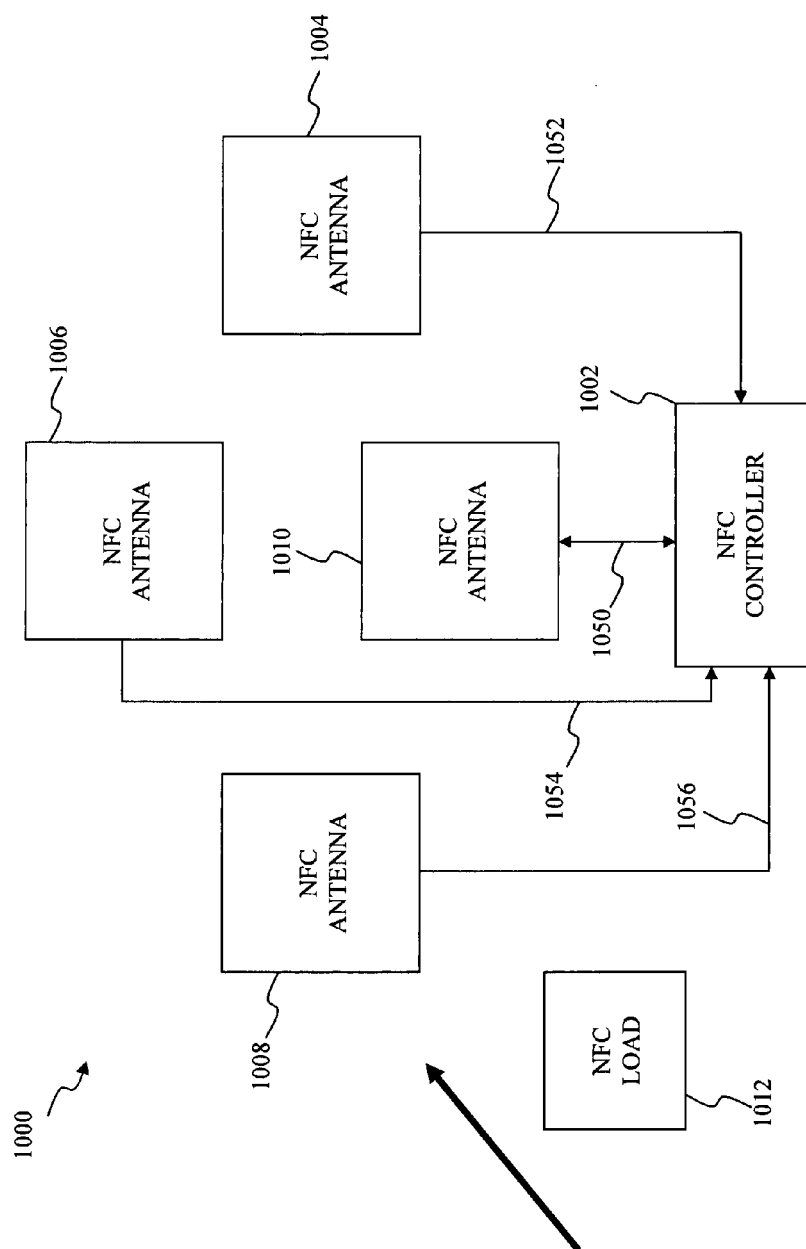 1000
1008
NFC
ANTENNA
1006
NFC
ANTENNA
1004
NFC
ANTENNA
1010
NFC
ANTENNA
1052
1054
1050
1002
1056
NFC
LOAD
1012
NFC
CONTROLLER